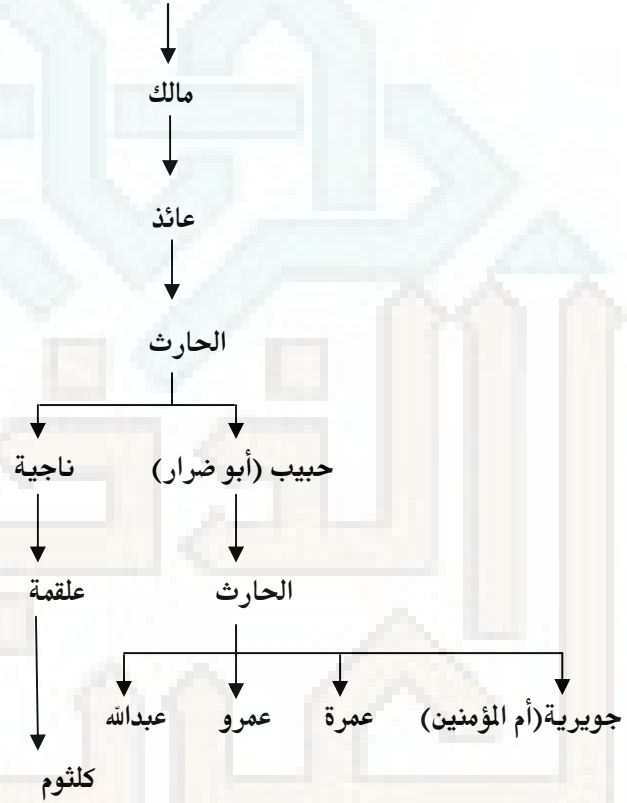 مالك
عائذ
الحارث
حبيب (أبو ضرار) ناجية
الحارث علقمة
جويرية(أم المؤمنين) عمرة عمرو عبدالله
كلثوم